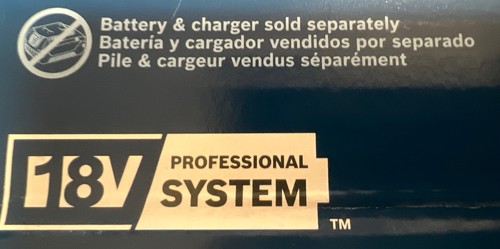 Battery & charger sold separately
Batería y cargador vendidos por separado
Pile & cargeur vendus séparément
18V PROFESSIONAL
SYSTEM
TM